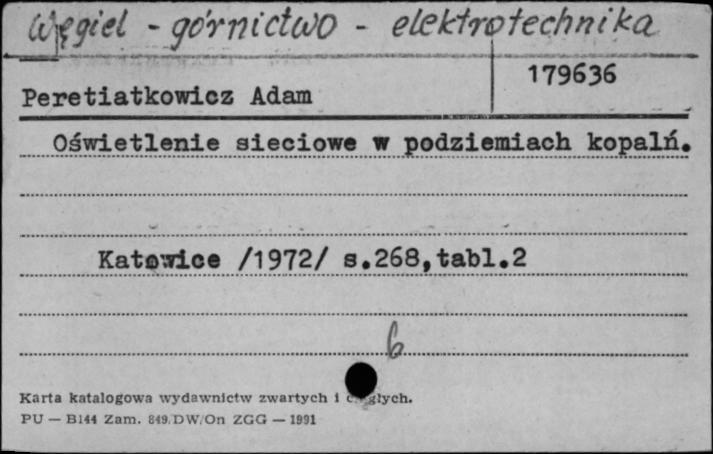 Węgiel - górnictwo - elektrotechnika
179636
Peretiatkowicz Adam
Oświetlenie sieciowe w podziemiach kopalń.
Katowice /1972/ s.268,tabl.2
6
Karta katalogowa wydawnictw zwartych i
PU — B144 Zam. 849/DW/On ZGG — 1991